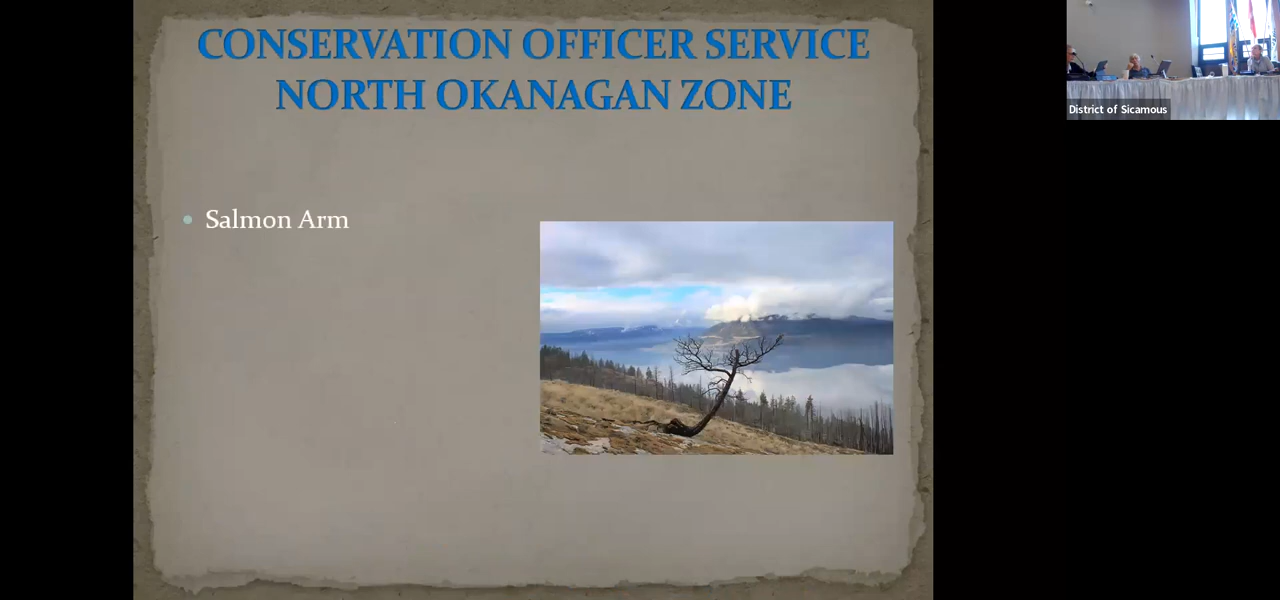 CONSERVATION OFFICER SERVICE
NORTH OKANAGAN ZONE
Salmon Arm
District of Sicamous